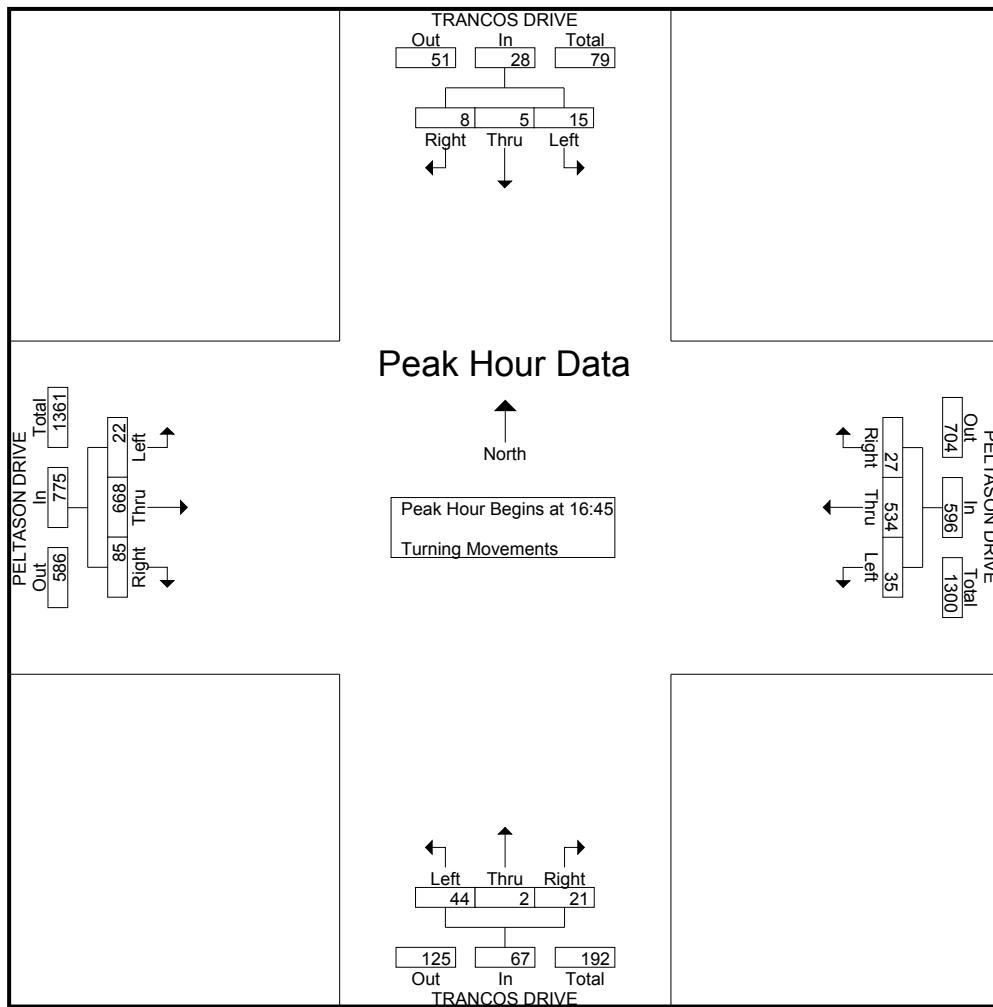 TRANCOS DRIVE
Out In Total
51 28 79
8 5 15
Right Thru Left
Peak Hour Data
North
Peak Hour Begins at 16:45
Turning Movements
PELTASON DRIVE
Total In Out
1361 775 586
22 668 85
Left Thru Right
PELTASON DRIVE
Out In Total
704 596 1300
27 534 35
Right Thru Left
Left Thru Right
44 2 21
125 67 192
Out In Total
TRANCOS DRIVE